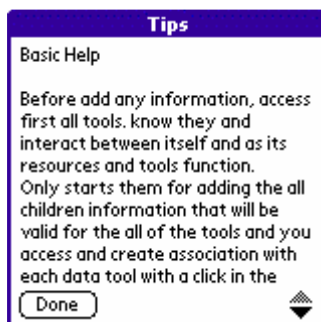 Tips
Basic Help
Before add any information, access
first all tools. know they and
interact between itself and as its
resources and tools function.
Only starts them for adding the all
children information that will be
valid for the all of the tools and you
access and create association with
each data tool with a click in the
Done